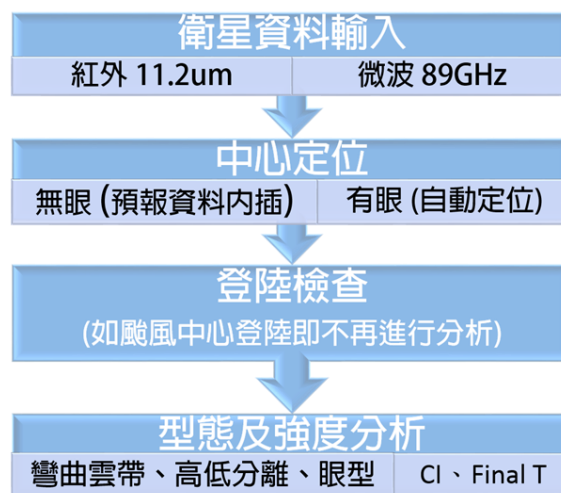 衛星資料輸入
紅外 11.2um 微波 89GHz
中心定位
無眼 (預報資料内插) 有眼 (自動定位)
登陸檢查
(如颱風中心登陸即不再進行分析)
型態及強度分析
彎曲雲帶、高低分離、眼型 CI、Final T